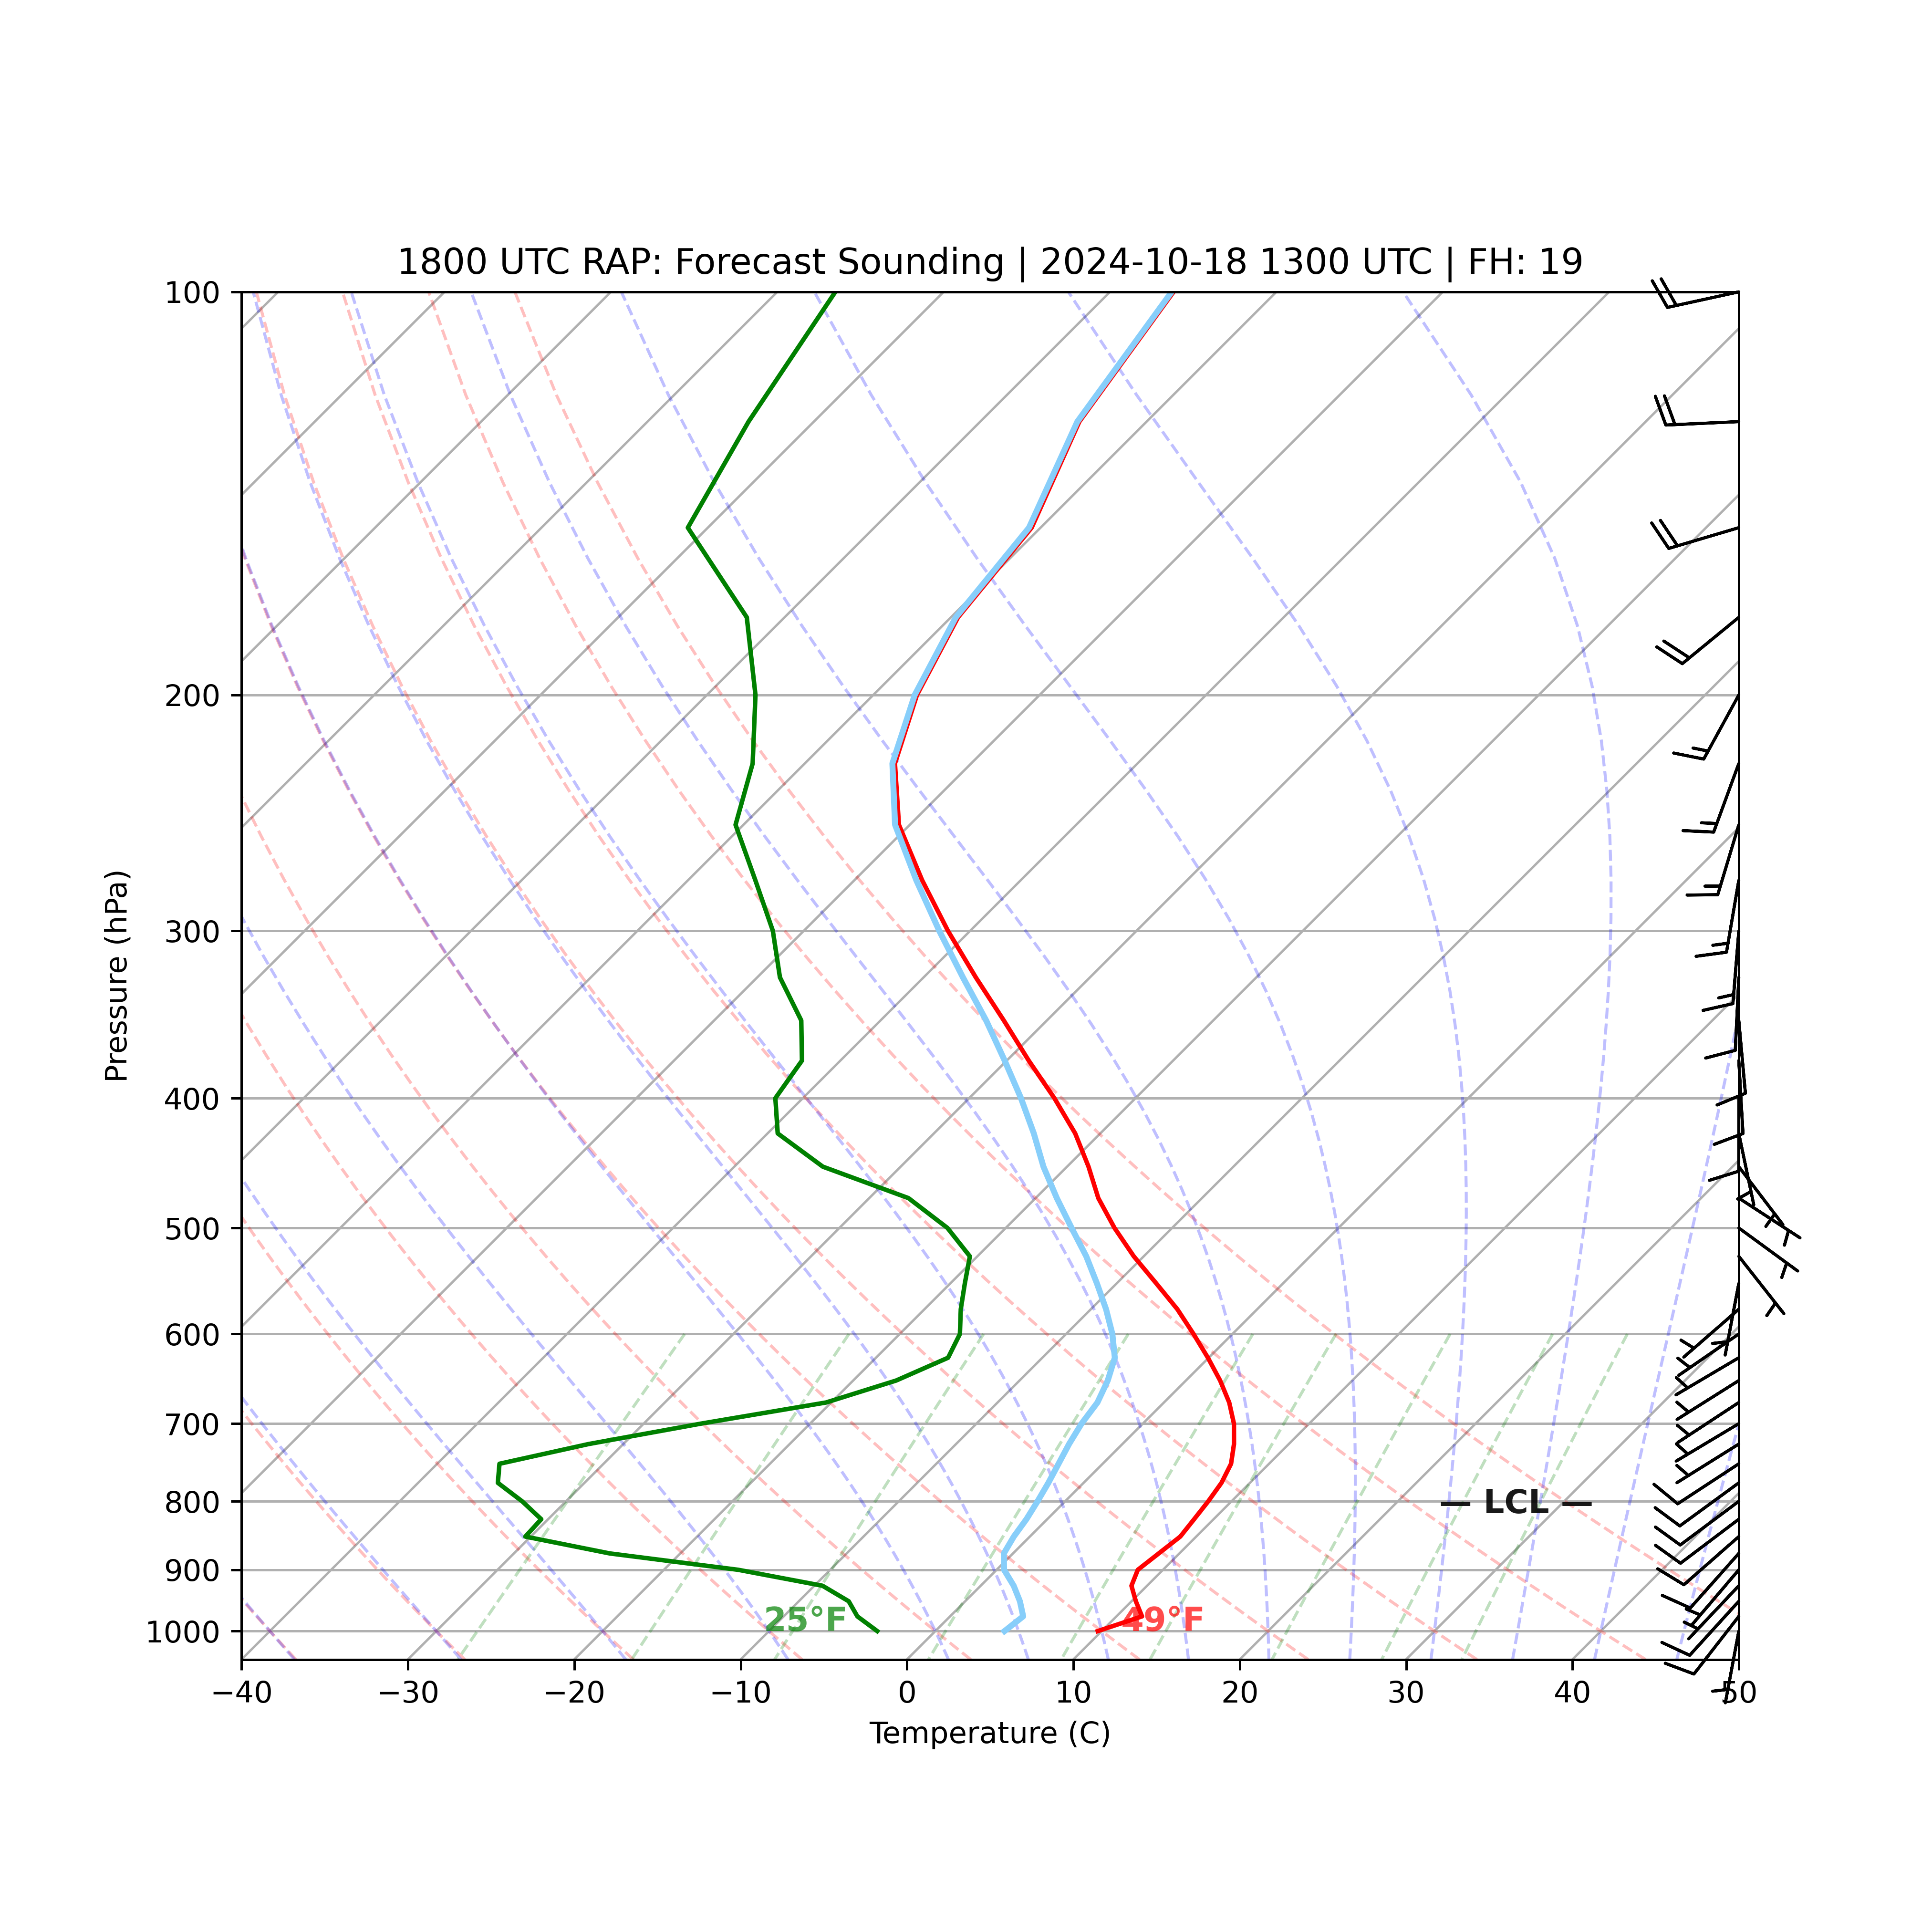 1800 UTC RAP: Forecast Sounding | 2024-10-18 1300 UTC | FH: 19
100
200
300
400
500
600
700
800
900
1000
Pressure (hPa)
— LCL —
25°F
49°F
−40 −30 −20 −10 0 10 20 30 40 50
Temperature (C)